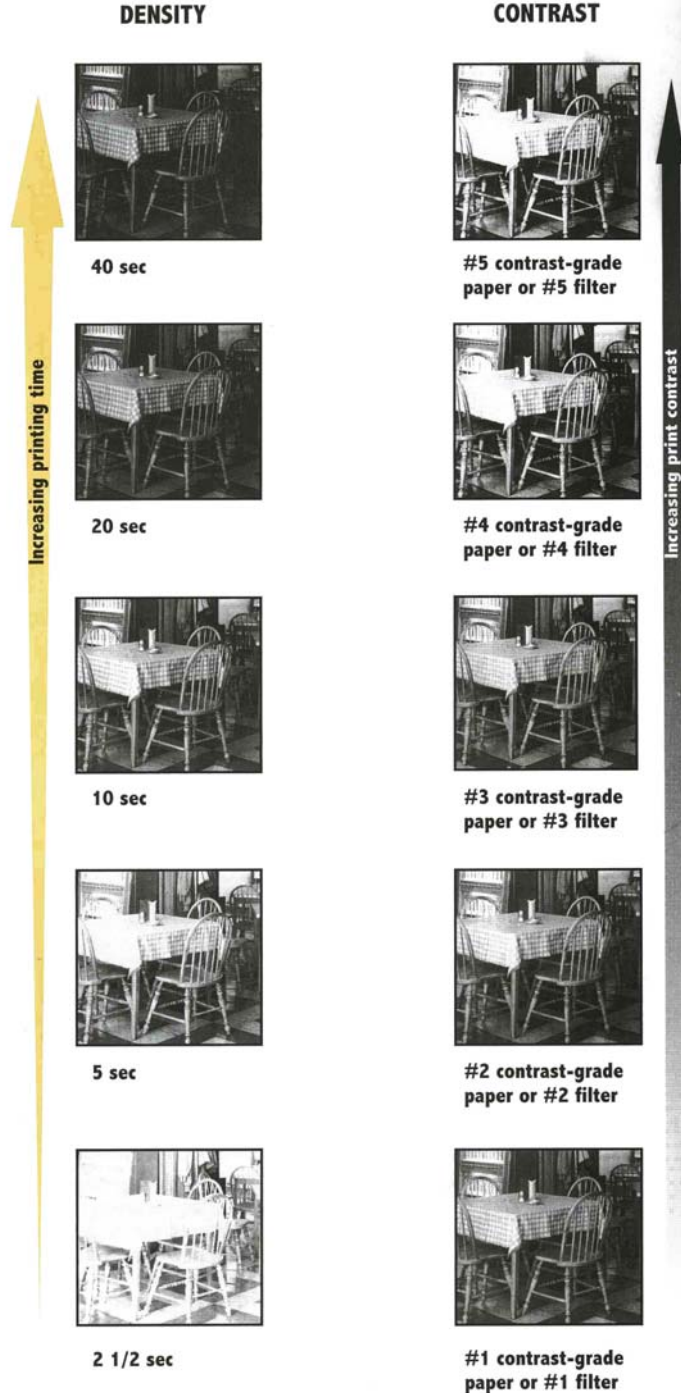 DENSITY
CONTRAST
Increasing printing time
Increasing print contrast
40 sec
#5 contrast-grade
paper or #5 filter
20 sec
#4 contrast-grade
paper or #4 filter
10 sec
#3 contrast-grade
paper or #3 filter
5 sec
#2 contrast-grade
paper or #2 filter
2 1/2 sec
#1 contrast-grade
paper or #1 filter